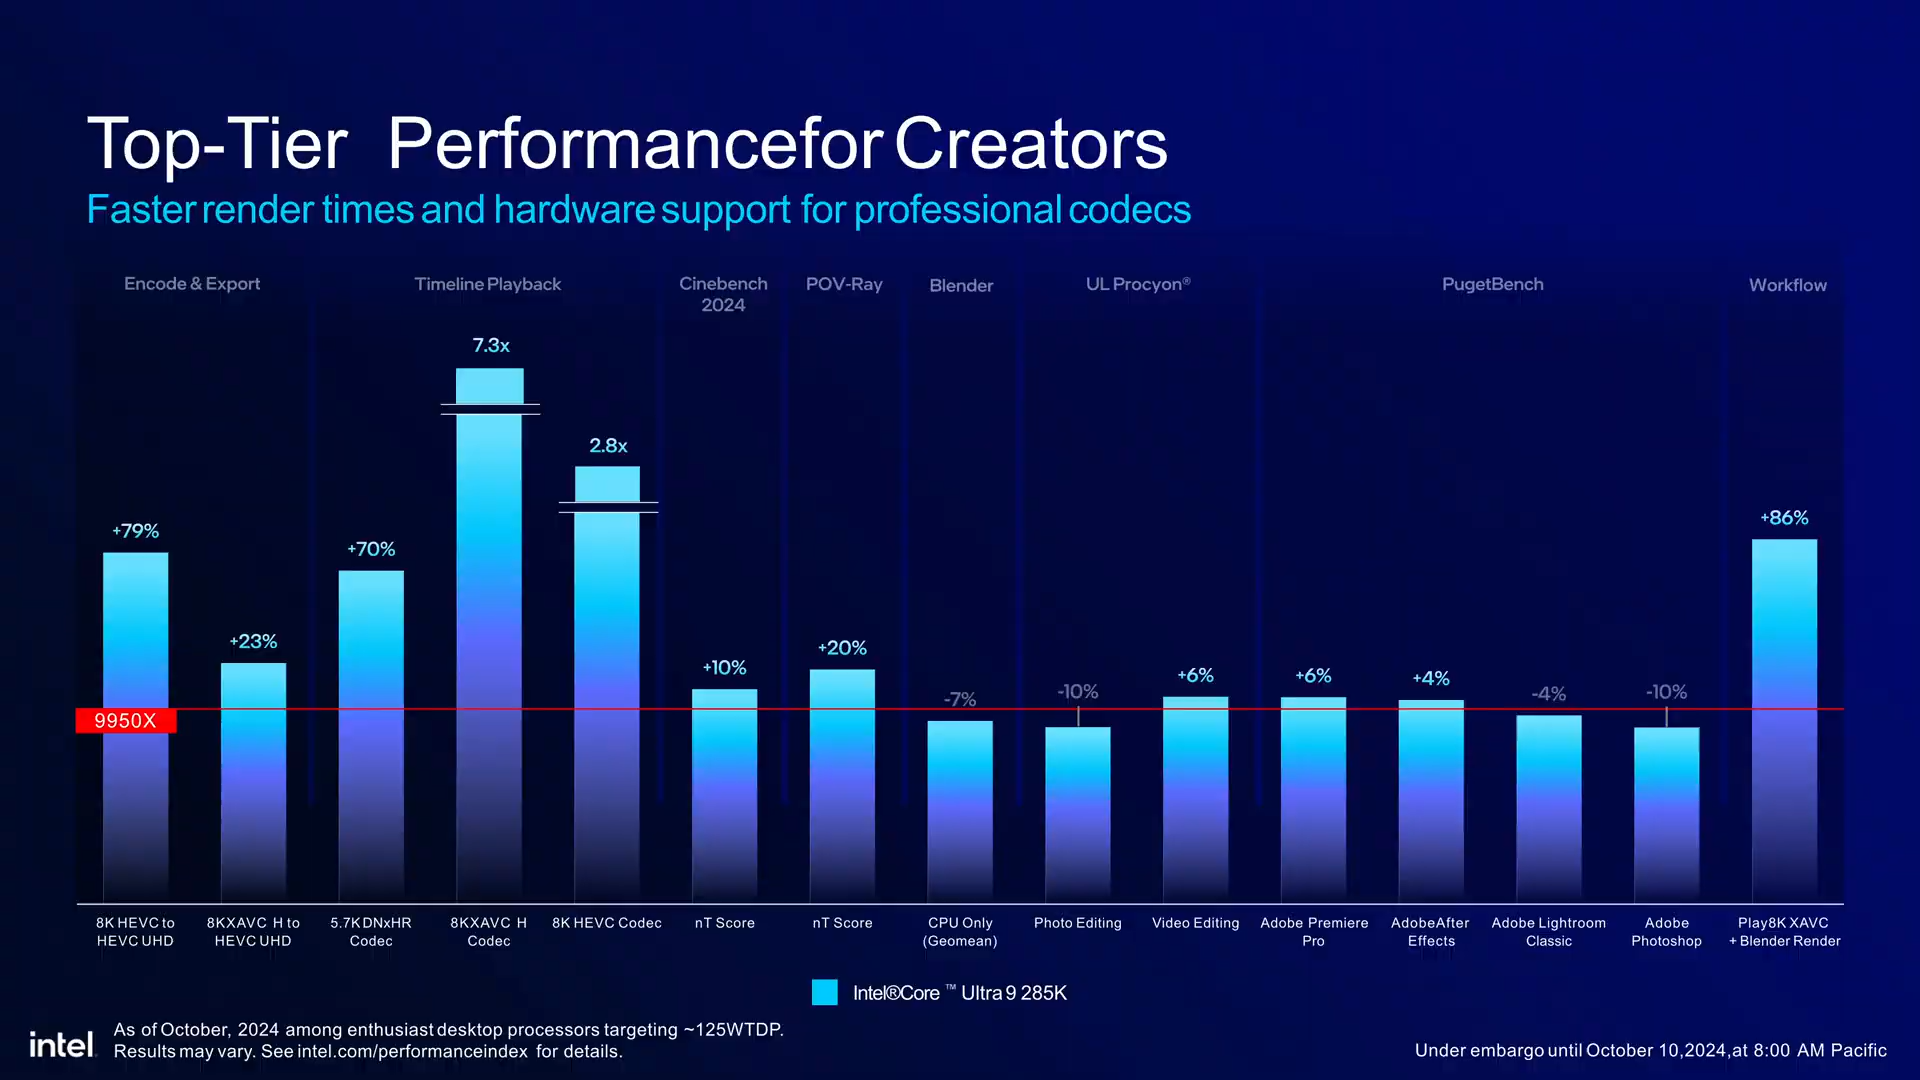 Top-Tier Performancefor Creators
Faster render times and hardware support for professional codecs
Encode & Export
Timeline Playback
Cinebench
2024
POV-Ray
Blender
UL Procyon®
PugetBench
Workflow
+79%
+23%
+70%
7.3x
2.8x
+10%
+20%
-7%
-10%
+6%
+6%
+4%
-4%
-10%
+86%
9950X
8K HEVC to
HEVC UHD
8KXAVC H to
HEVC UHD
5.7K DNxHR
Codec
8KXAVC H
Codec
8K HEVC Codec
nT Score
nT Score
CPU Only
(Geomean)
Photo Editing
Video Editing
Adobe Premiere
Pro
AdobeAfter
Effects
Adobe Lightroom
Classic
Adobe
Photoshop
Play8K XAVC
+ Blender Render
Intel®Core ™ Ultra 9 285K
intel
As of October, 2024 among enthusiast desktop processors targeting ~125WTDP.
Results may vary. See intel.com/performanceindex for details.
Under embargo until October 10,2024,at 8:00 AM Pacific